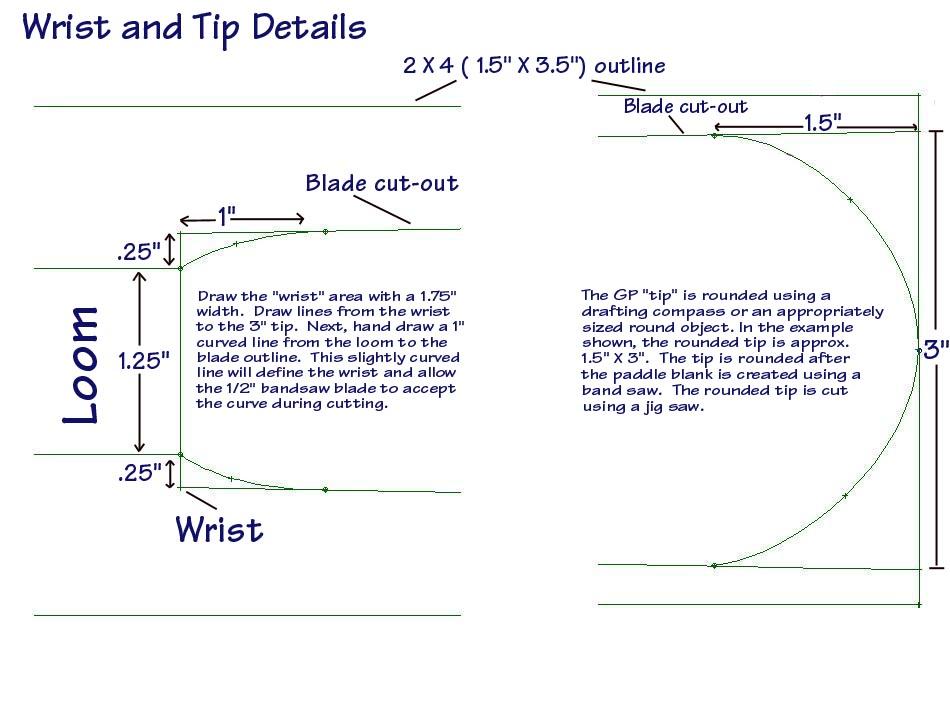 Wrist and Tip Details
2 X 4 ( 1.5" X 3.5") outline
Blade cut-out
1.5"
Blade cut-out
1"
.25"
Draw the "wrist" area with a 1.75"
width.  Draw lines from the wrist
to the 3" tip.  Next, hand draw a 1"
curved line from the loom to the
blade outline.  This slightly curved
line will define the wrist and allow
the 1/2" bandsaw blade to accept
the curve during cutting.
The GP "tip" is rounded using a
drafting compass or an appropriately
sized round object. In the example
shown, the rounded tip is approx.
1.5" X 3".  The tip is rounded after
the paddle blank is created using a
band saw.  The rounded tip is cut
using a jig saw.
3"
Loom
1.25"
.25"
Wrist